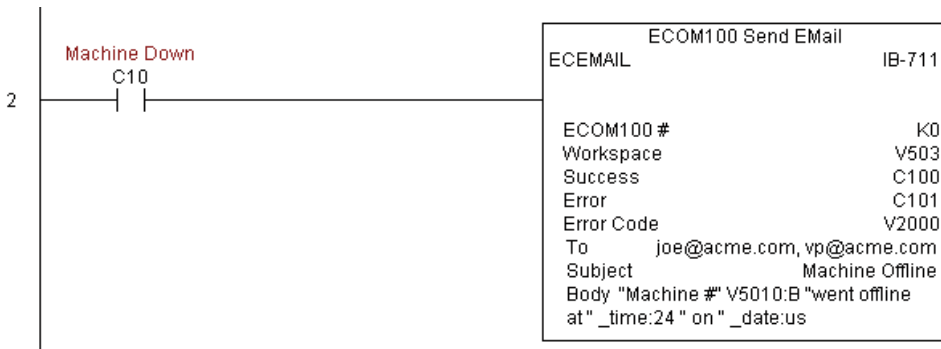 ECOM100 Send EMail
ECEMAIL IB-711
Machine Down
C10
2
ECOM100 # K0
Workspace V503
Success C100
Error C101
Error Code V2000
To joe@acme.com, vp@acme.com
Subject Machine Offline
Body "Machine #" V5010:B "went offline
at " _time:24 " on " _date:us